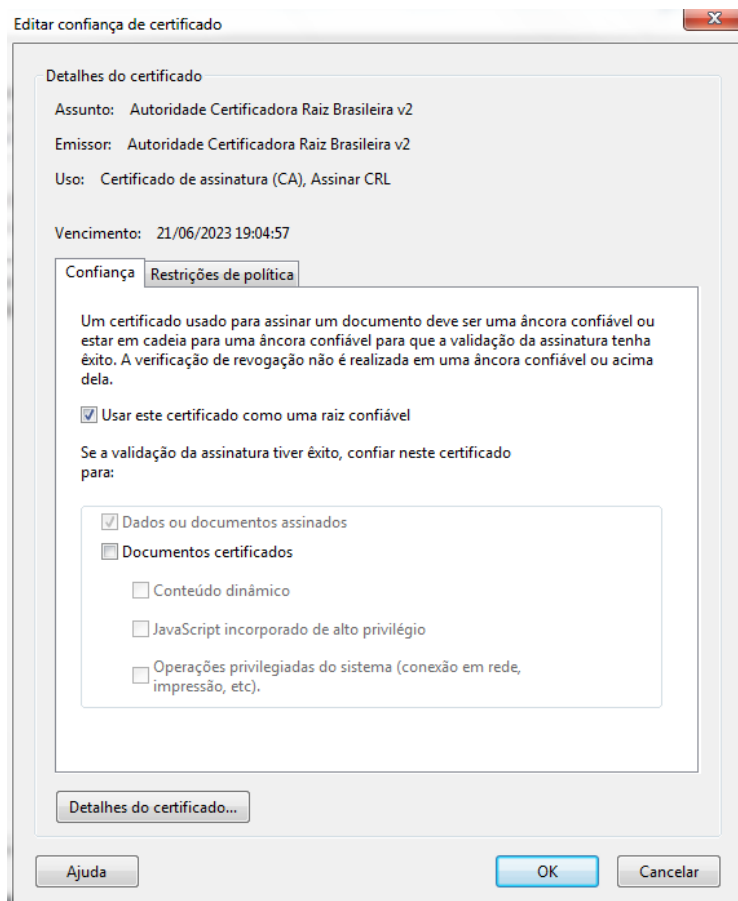 Editar confiança de certificado
Detalhes do certificado
Assunto: Autoridade Certificadora Raiz Brasileira v2
Emissor: Autoridade Certificadora Raiz Brasileira v2
Uso: Certificado de assinatura (CA), Assinar CRL
Vencimento: 21/06/2023 19:04:57
Confiança Restrições de política
Um certificado usado para assinar um documento deve ser uma âncora confiável ou
estar em cadeia para uma âncora confiável para que a validação da assinatura tenha
êxito. A verificação de revogação não é realizada em uma âncora confiável ou acima
dela.
Usar este certificado como uma raiz confiável
Se a validação da assinatura tiver êxito, confiar neste certificado
para:
Dados ou documentos assinados
Documentos certificados
Conteúdo dinâmico
JavaScript incorporado de alto privilégio
Operações privilegiadas do sistema (conexão em rede,
impressão, etc).
Detalhes do certificado...
Ajuda OK Cancelar